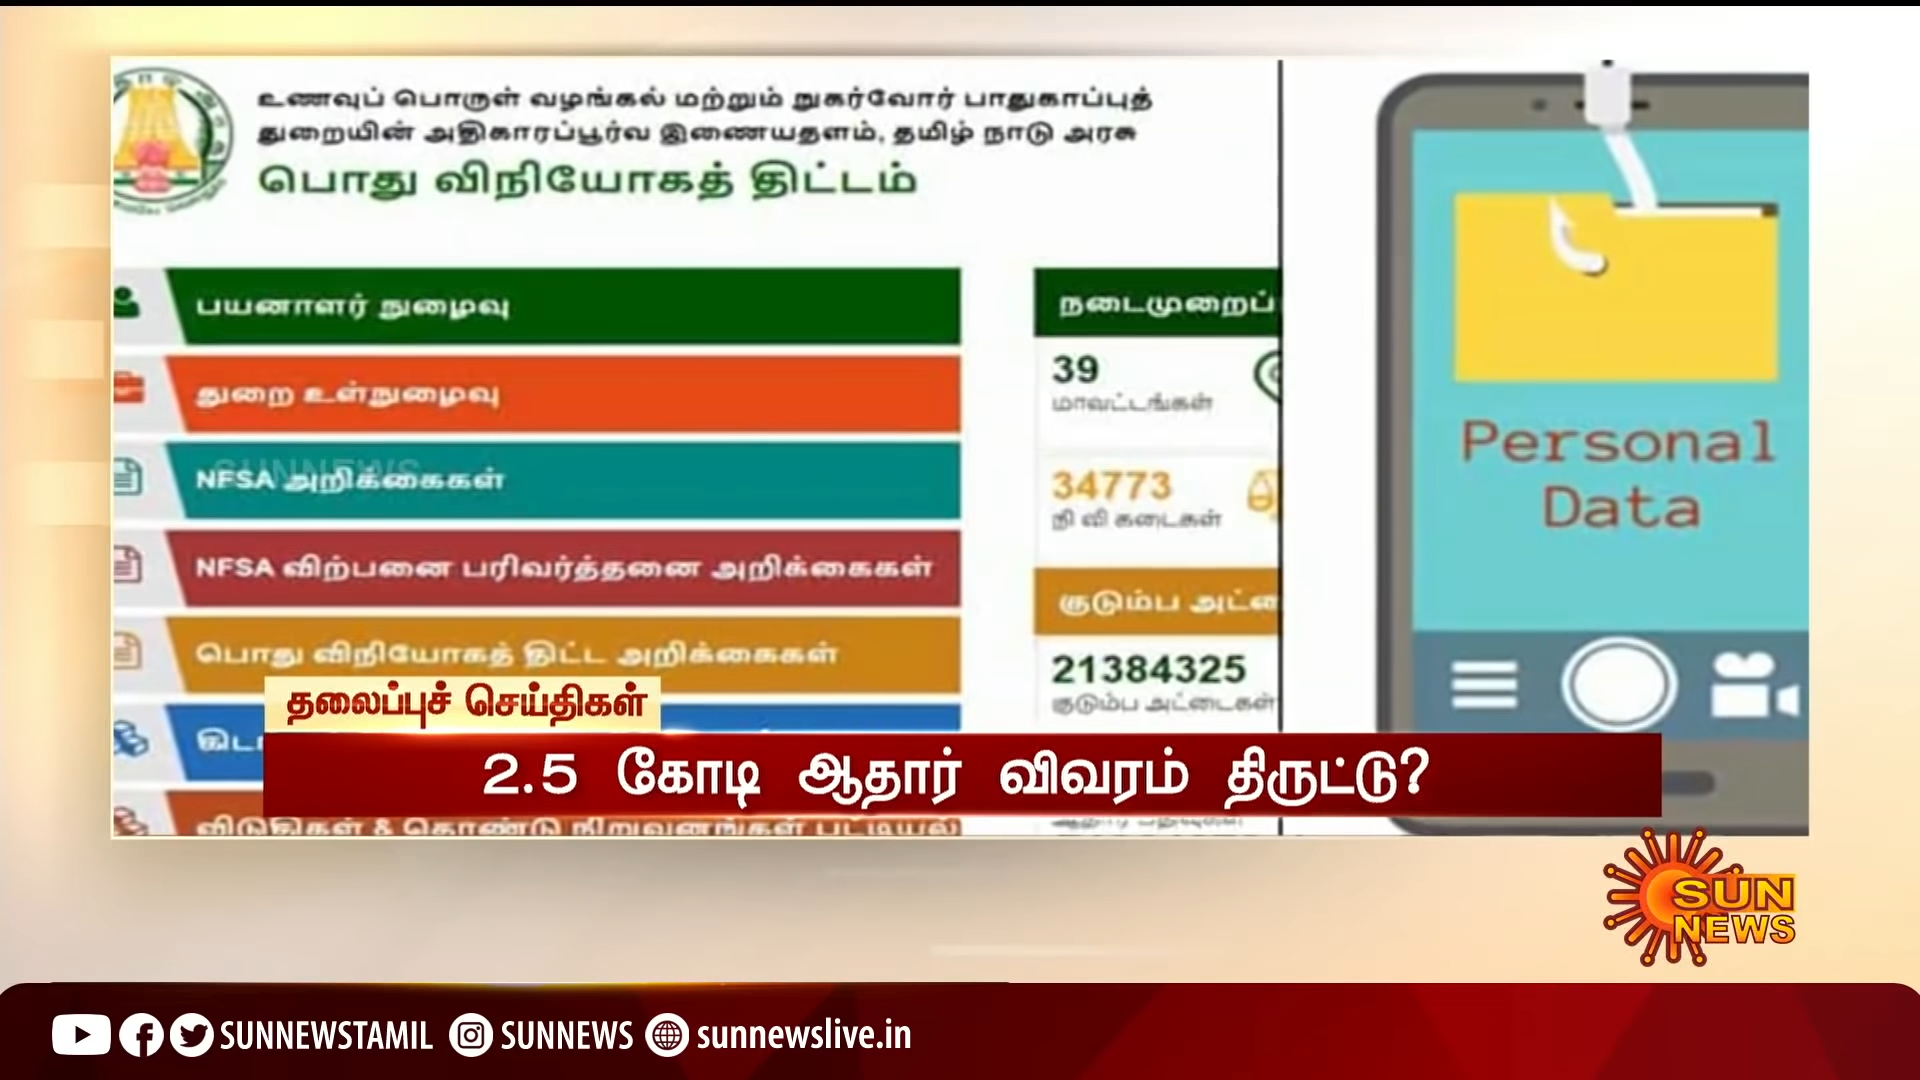 உணவுப் பொருள் வழங்கல் மற்றும் நுகர்வோர் பாதுகாப்புத்
துறையின் அதிகாரப்பூர்வ இணையதளம், தமிழ் நாடு அரசு
பொது விநியோகத் திட்டம்
பயனாளர் நுழைவு
துறை உள்நுழைவு
NFSA அறிக்கைகள்
SUNNEWS
NFSA விற்பனை பரிவர்த்தனை அறிக்கைகள்
பொது விநியோகத் திட்ட அறிக்கைகள்
நடைமுறைப்
39
மாவட்டங்கள்
34773
நி வி கடைகள்
குடும்ப
21384325
குடும்ப அட்டைகள்
Personal
Data
தலைப்புச் செய்திகள்
2.5 கோடி ஆதார் விவரம் திருட்டு?
SUN
NEWS
SUNNEWSTAMIL SUNNEWS sunnewslive.in